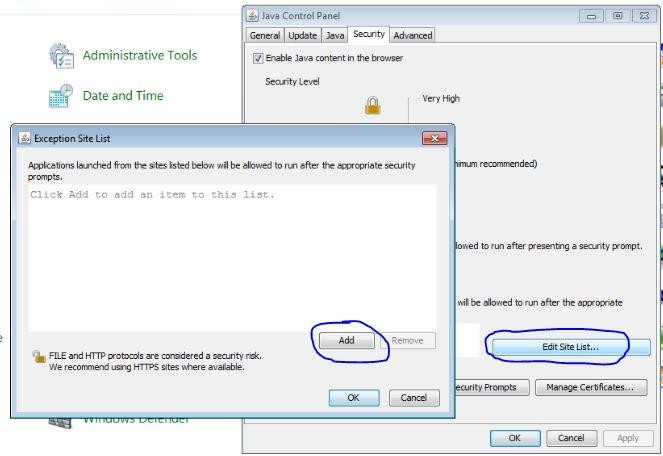 Administrative Tools
Date and Time
Windows Defender
Java Control Panel
General Update Java Security Advanced
Enable Java content in the browser
Security Level
Very High
recommended)
lowed to run after presenting a security prompt.
will be allowed to run after the appropriate
Edit Site List...
ecurity Prompts
Manage Certificates...
OK Cancel Apply
Exception Site List
Applications launched from the sites listed below will be allowed to run after the appropriate security
prompts.
Click Add to add an item to this list.
Add Remove
FILE and HTTP protocols are considered a security risk.
We recommend using HTTPS sites where available.
OK Cancel